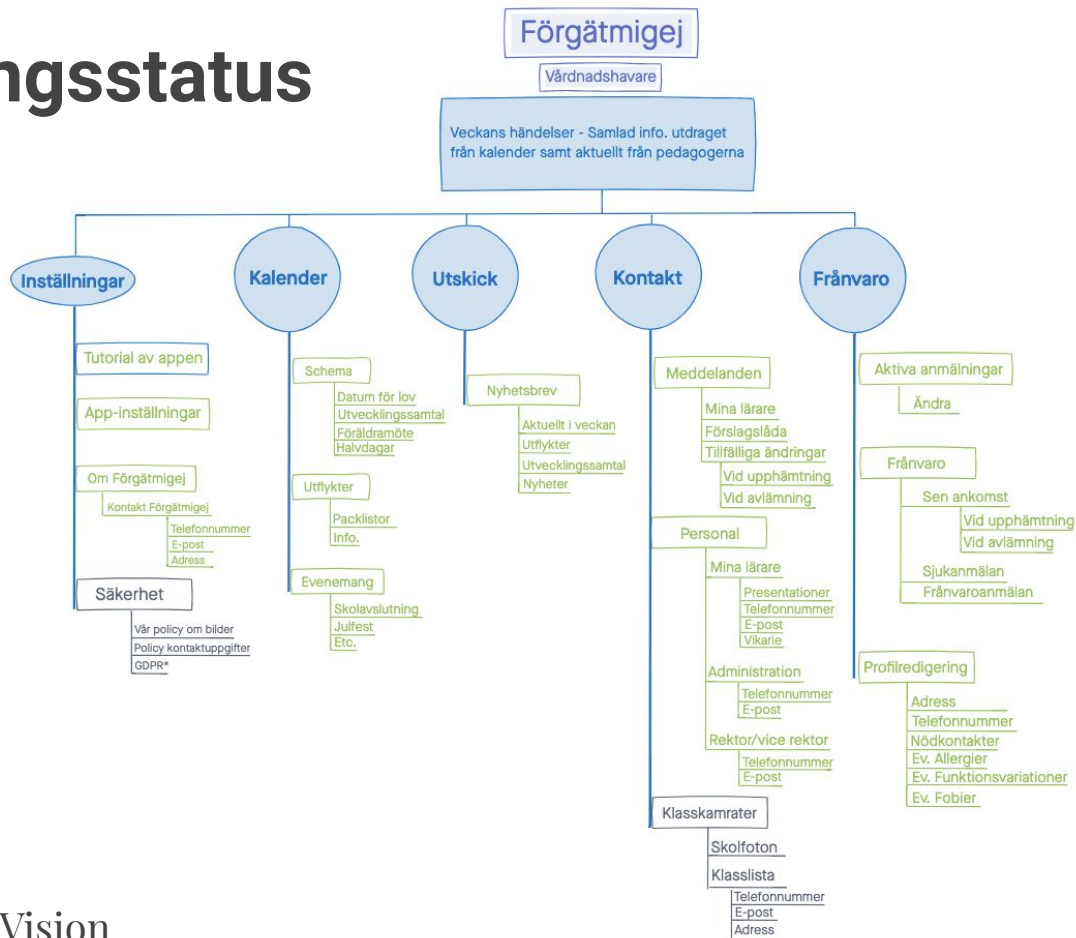 ngsstatus
Förgätmigej
Vårdnadshavare
Veckans händelser - Samlad info. utdraget
från kalender samt aktuellt från pedagogerna
Inställningar
Tutorial av appen
App-inställningar
Om Förgätmigej
Kontakt Förgätmigej
Telefonnummer
E-post
Adress
Säkerhet
Vår policy om bilder
Policy kontaktuppgifter
GDPR*
Kalender
Schema
Datum för lov
Utvecklingssamtal
Föräldramöte
Halvdagar
Utflykter
Packlistor
Info.
Evenemang
Skolavslutning
Julfest
Etc.
Utskick
Nyhetsbrev
Aktuellt i veckan
Utflykter
Utvecklingssamtal
Nyheter
Kontakt
Meddelanden
Mina lärare
Förslagslåda
Tillfälliga ändringar
Vid upphämtning
Vid avlämning
Personal
Mina lärare
Presentationer
Telefonnummer
E-post
Vikarie
Administration
Telefonnummer
E-post
Rektor/vice rektor
Telefonnummer
E-post
Klasskamrater
Skolfoton
Klasslista
Telefonnummer
E-post
Adress
Frånvaro
Aktiva anmälningar
Ändra
Frånvaro
Sen ankomst
Vid upphämtning
Vid avlämning
Sjukanmälan
Frånvaroanmälan
Profilredigering
Adress
Telefonnummer
Nödkontakter
Ev. Allergier
Ev. Funktionsvariationer
Ev. Fobier
Vision